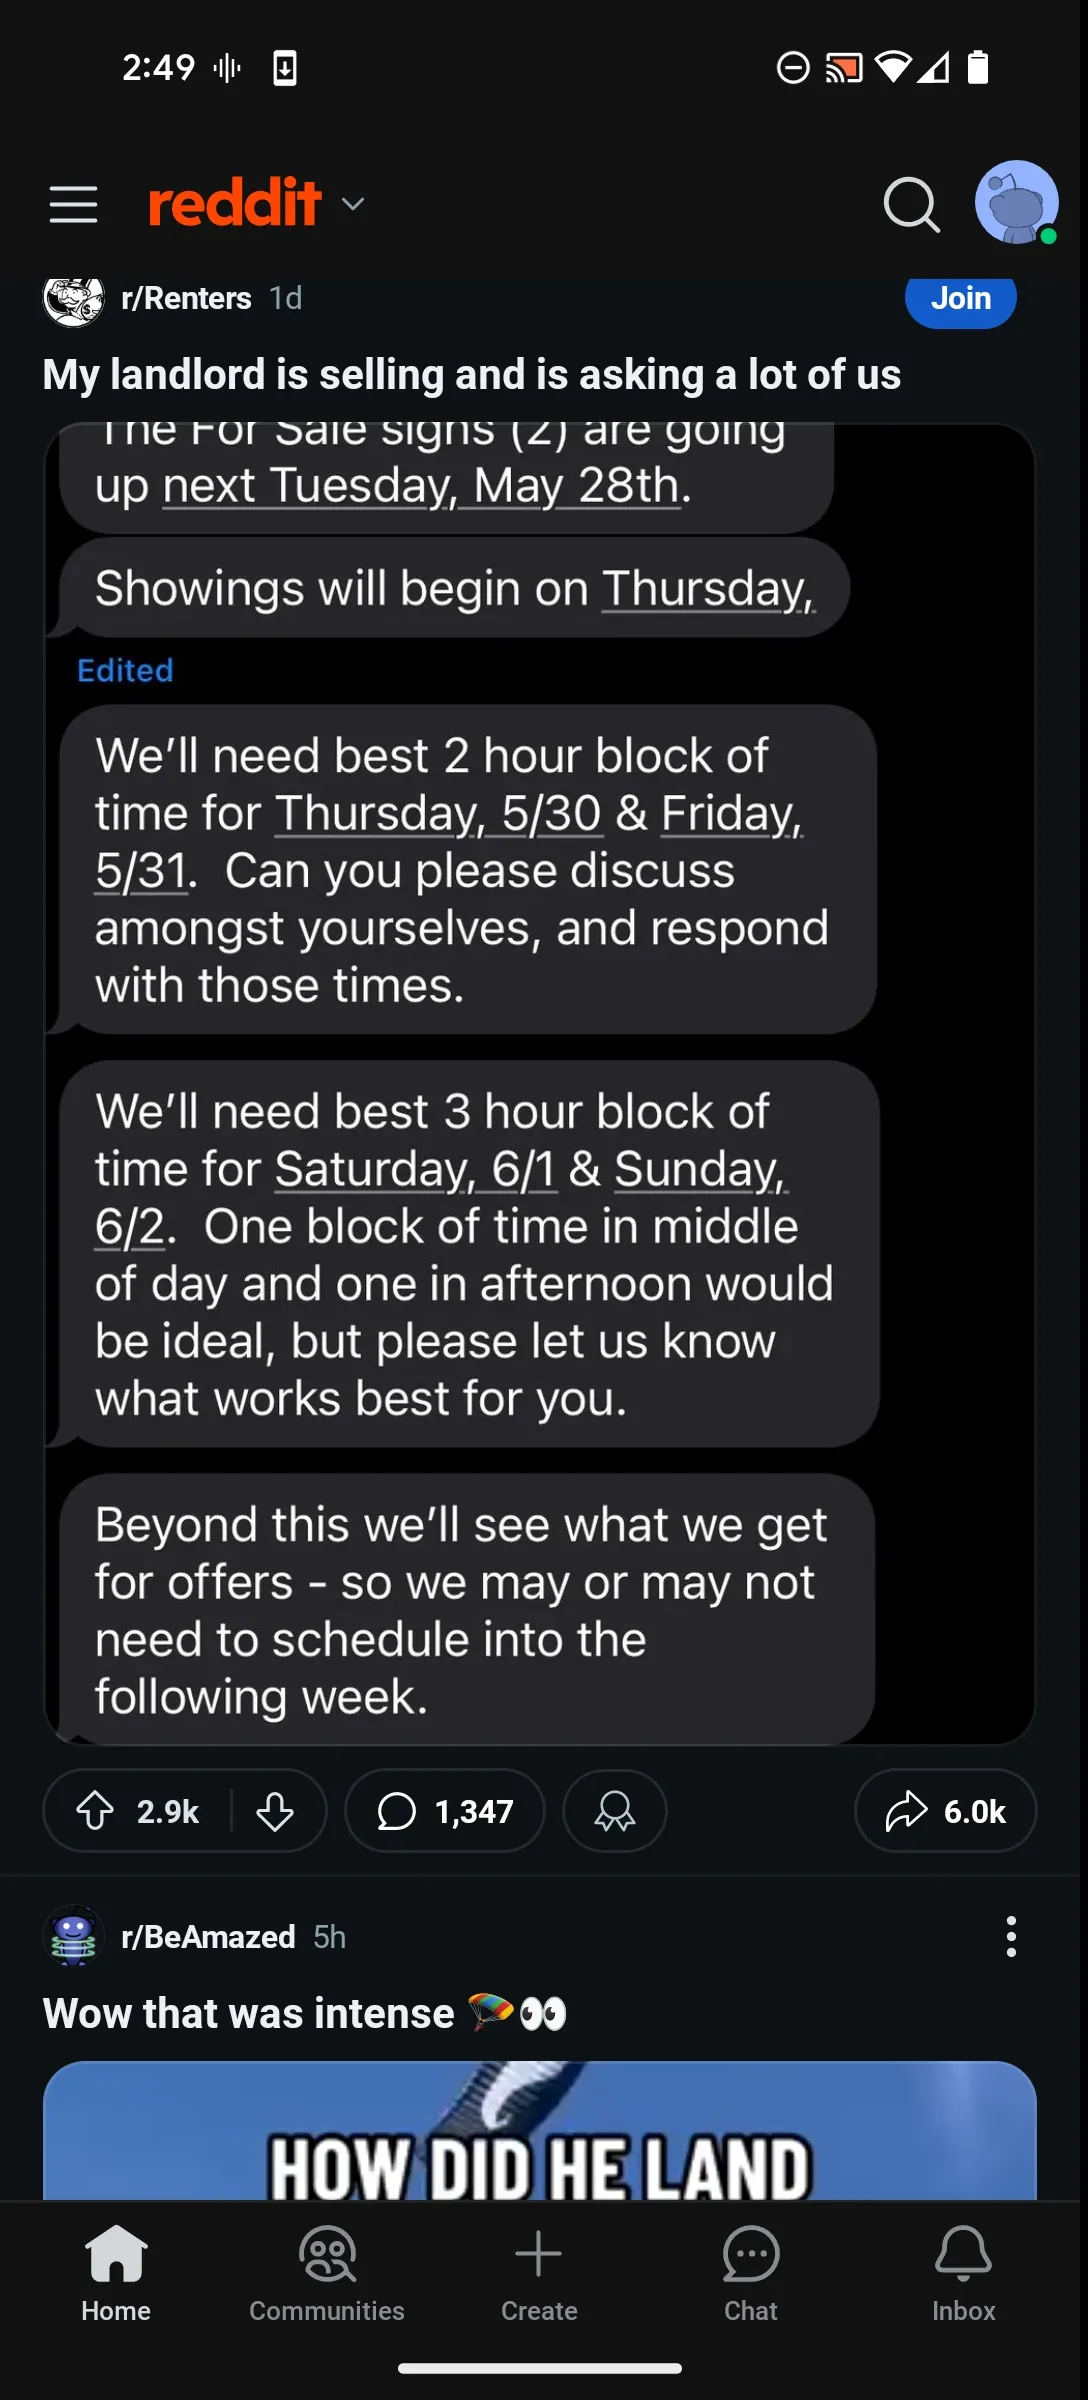 2:49
reddit
r/Renters 1d
Join
My landlord is selling and is asking a lot of us
The For Sale signs (2) are going
up next Tuesday, May 28th.
Showings will begin on Thursday,
Edited
We'll need best 2 hour block of
time for Thursday, 5/30 & Friday,
5/31.  Can you please discuss
amongst yourselves, and respond
with those times.
We'll need best 3 hour block of
time for Saturday, 6/1 & Sunday,
6/2.  One block of time in middle
of day and one in afternoon would
be ideal, but please let us know
what works best for you.
Beyond this we'll see what we get
for offers - so we may or may not
need to schedule into the
following week.
2.9k
1,347
6.0k
r/BeAmazed 5h
Wow that was intense 🪂👀
HOW DID HE LAND
Home
Communities
Create
Chat
Inbox